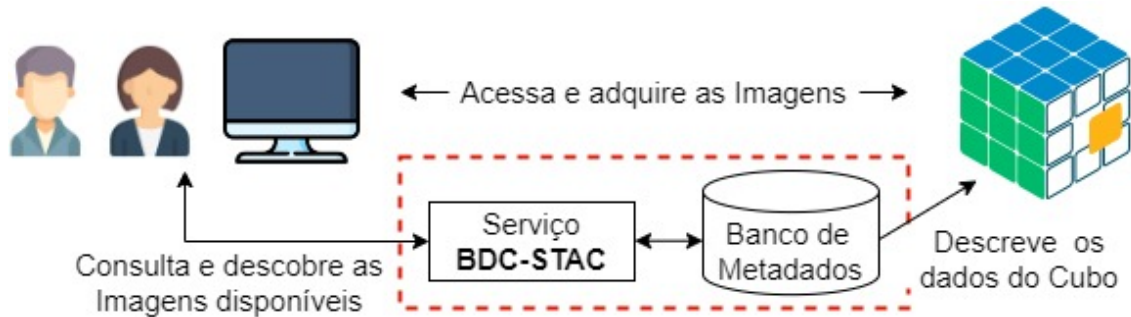 Acessa e adquire as Imagens
Serviço
BDC-STAC
Banco de
Metadados
Descreve os
dados do Cubo
Consulta e descobre as
Imagens disponíveis